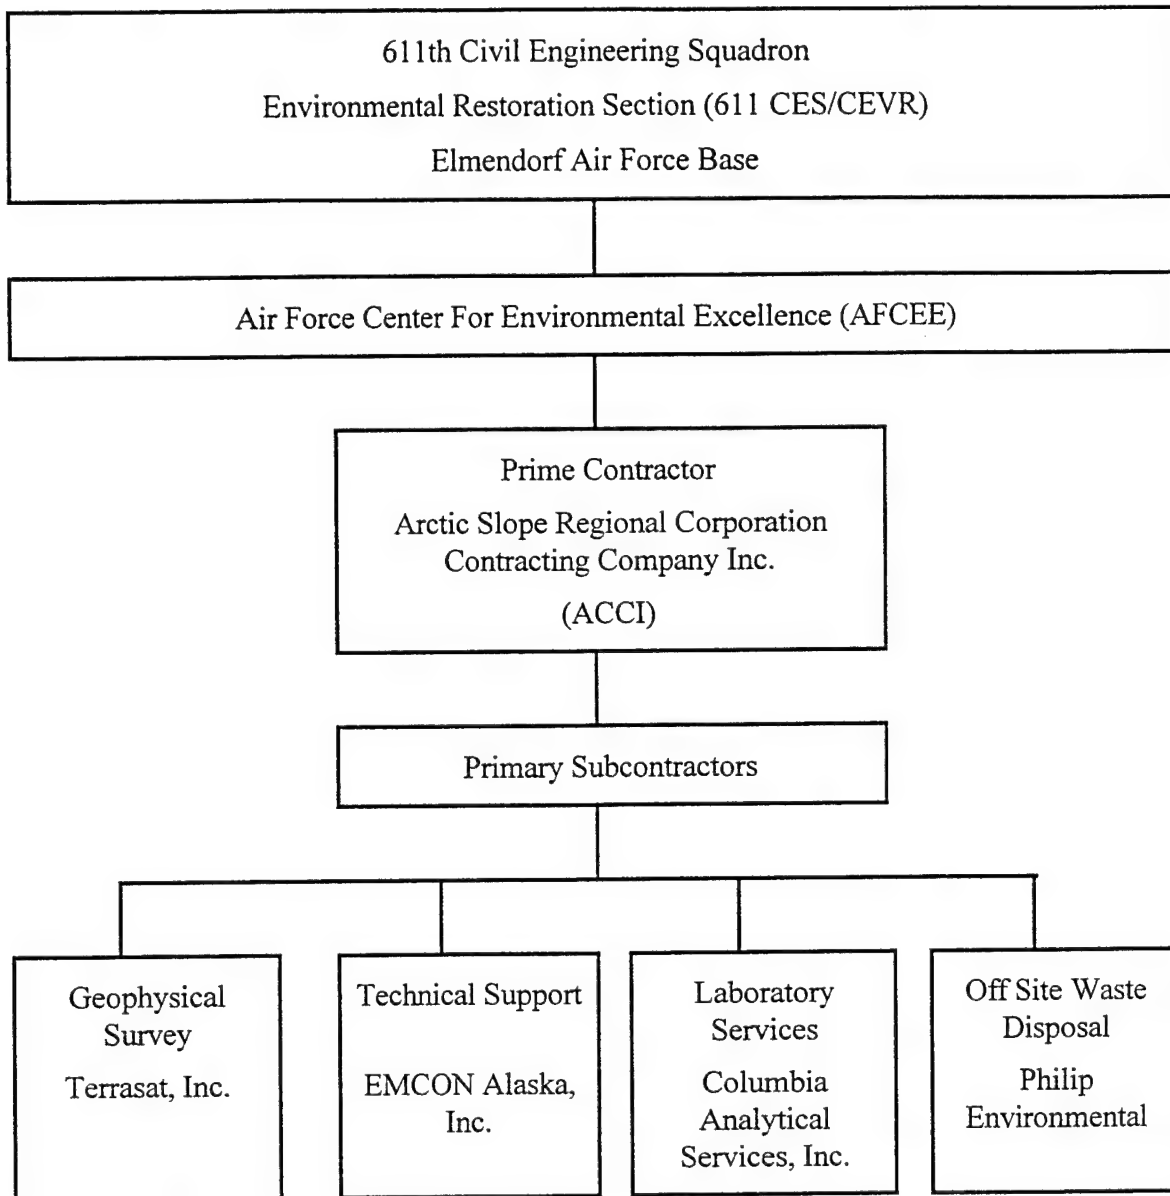 611th Civil Engineering Squadron
Environmental Restoration Section (611 CES/CEVR)
Elmendorf Air Force Base
Air Force Center For Environmental Excellence (AFCEE)
Prime Contractor
Arctic Slope Regional Corporation
Contracting Company Inc.
(ACCI)
Primary Subcontractors
Geophysical
Survey
Terrasat, Inc.
Technical Support
EMCON Alaska,
Inc.
Laboratory
Services
Columbia
Analytical
Services, Inc.
Off Site Waste
Disposal
Philip
Environmental